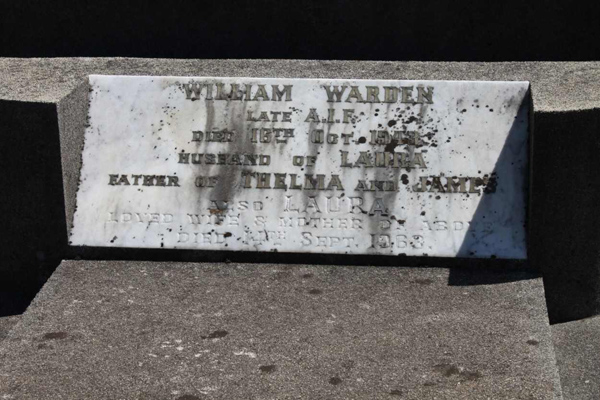 WILLIAM WARDEN
LATE A.I.F.
DIED 18TH OCT.
HUSBAND OF LAURA
FATHER OF THELMA AND JAMES
ALSO LAURA
LOVED WIFE & MOTHER OF ABOVE
DIED SEPT. 1963.